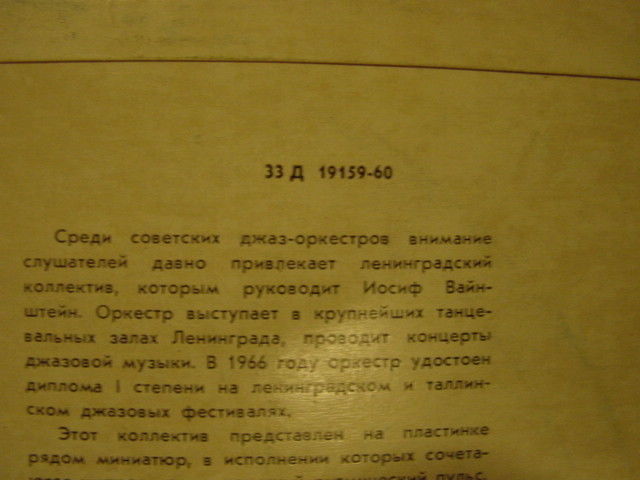 33 Д 19159-60
Среди советских джаз-оркестров внимание
слушателей давно привлекает ленинградский
коллектив, которым руководит Иосиф Вайн-
штейн. Оркестр выступает в крупнейших танце-
вальных залах Ленинграда, проводит концерты
джазовой музыки. В 1966 году оркестр удостоен
диплома I степени на ленинградском и таллин-
ском джазовых фестивалях.
Этот коллектив представлен на пластинке
рядом миниатюр, в исполнении которых сочета-